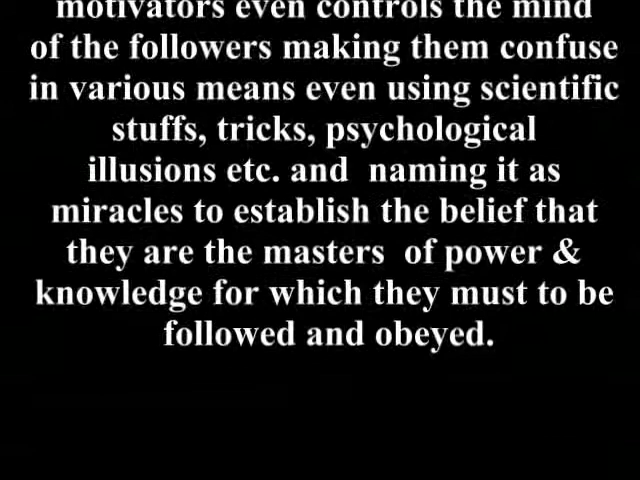 motivators even controls the mind
of the followers making them confuse
in various means even using scientific
stuffs, tricks, psychological
illusions etc. and  naming it as
miracles to establish the belief that
they are the masters  of power &
knowledge for which they must to be
followed and obeyed.